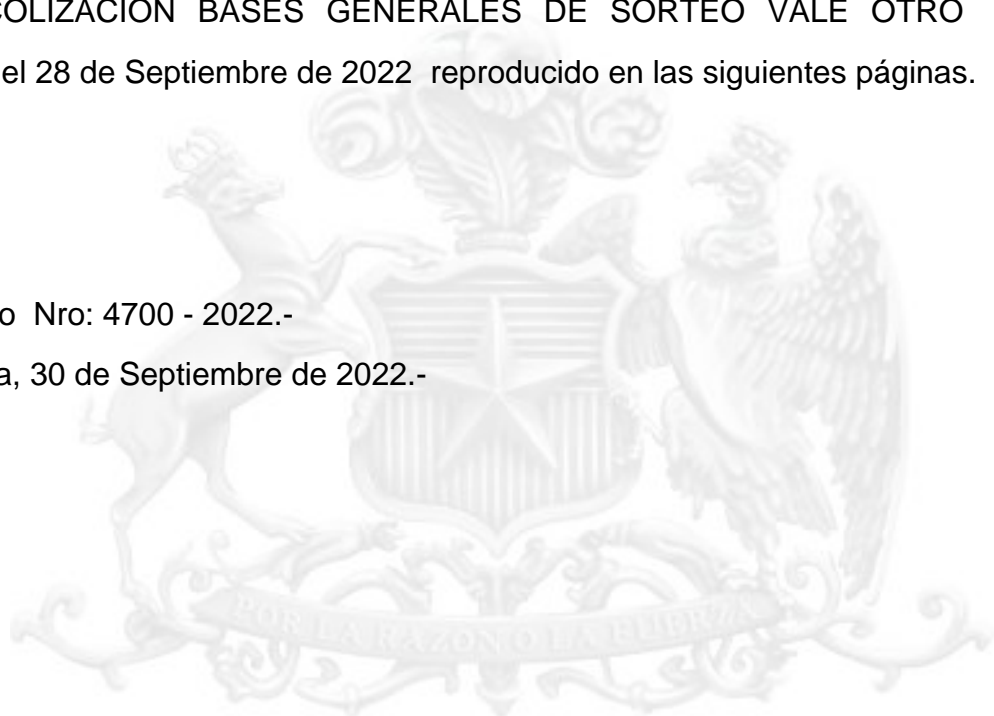 COLIZACIÓN BASES GENERALES DE SORTEO VALE OTRO
el 28 de Septiembre de 2022 reproducido en las siguientes páginas.
o Nro: 4700 - 2022.-
a, 30 de Septiembre de 2022.-
POR LA RAZON O LA FUERZA